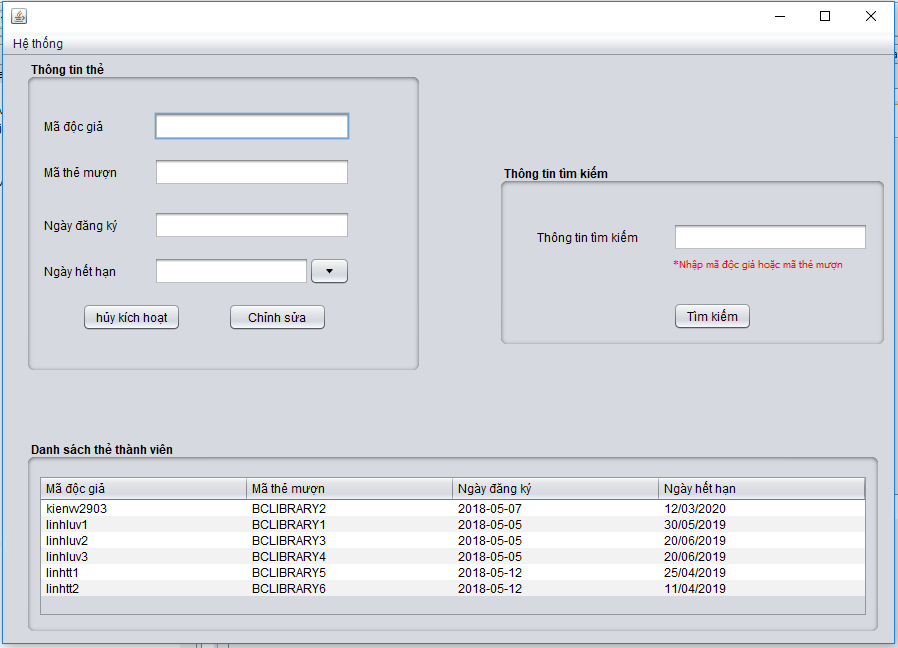 Hệ thống
Thông tin thẻ
Mã độc giả
Mã thẻ mượn
Ngày đăng ký
Ngày hết hạn
hủy kích hoạt Chỉnh sửa
Thông tin tìm kiếm
Thông tin tìm kiếm
*Nhập mã độc giả hoặc mã thẻ mượn
Tìm kiếm
Danh sách thẻ thành viên
Mã độc giả Mã thẻ mượn Ngày đăng ký Ngày hết hạn
kienvv2903 BCLIBRARY2 2018-05-07 12/03/2020
linhluv1 BCLIBRARY1 2018-05-05 30/05/2019
linhluv2 BCLIBRARY3 2018-05-05 20/06/2019
linhluv3 BCLIBRARY4 2018-05-05 20/06/2019
linhtt1 BCLIBRARY5 2018-05-12 25/04/2019
linhtt2 BCLIBRARY6 2018-05-12 11/04/2019